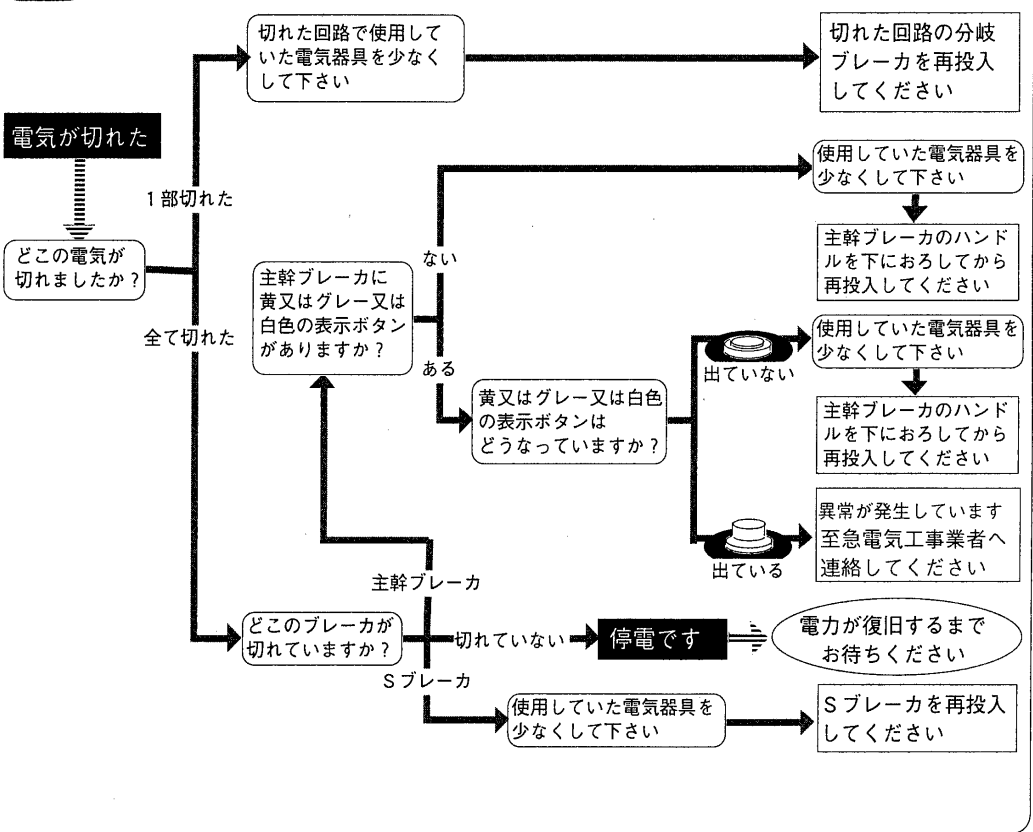 電気が切れた
どこの電気が
切れましたか？
1部切れた
切れた回路で使用して
いた電気器具を少なく
して下さい
切れた回路の分岐
ブレーカを再投入
してください
全て切れた
どこのブレーカが
切れていますか？
主幹ブレーカ
主幹ブレーカに
黄又はグレー又は
白色の表示ボタン
がありますか？
ない
使用していた電気器具を
少なくして下さい
主幹ブレーカのハンド
ルを下におろしてから
再投入してください
ある
黄又はグレー又は白色
の表示ボタンは
どうなっていますか？
出ていない
使用していた電気器具を
少なくして下さい
主幹ブレーカのハンド
ルを下におろしてから
再投入してください
出ている
異常が発生しています
至急電気工事業者へ
連絡してください
切れていない
停電です
電力が復旧するまで
お待ちください
Sブレーカ
使用していた電気器具を
少なくして下さい
Sブレーカを再投入
してください